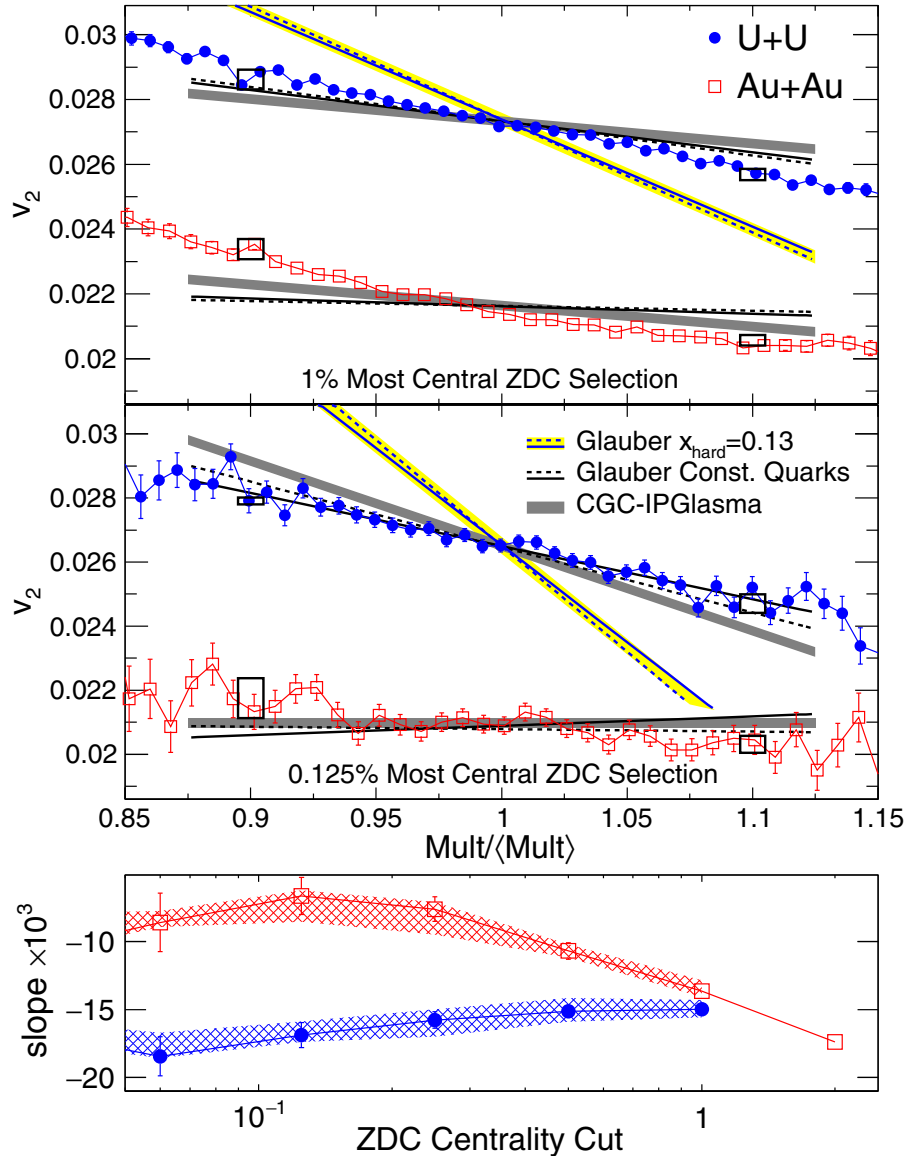 0.03
0.028
0.026
0.024
0.022
0.02
v2
U+U
Au+Au
1% Most Central ZDC Selection
0.03
0.028
0.026
0.024
0.022
0.02
v2
Glauber xhard=0.13
Glauber Const. Quarks
CGC-IPGlasma
0.125% Most Central ZDC Selection
0.85 0.9 0.95 1 1.05 1.1 1.15
Mult/⟨Mult⟩
−10
−15
−20
slope ×10³
10⁻¹ 1
ZDC Centrality Cut